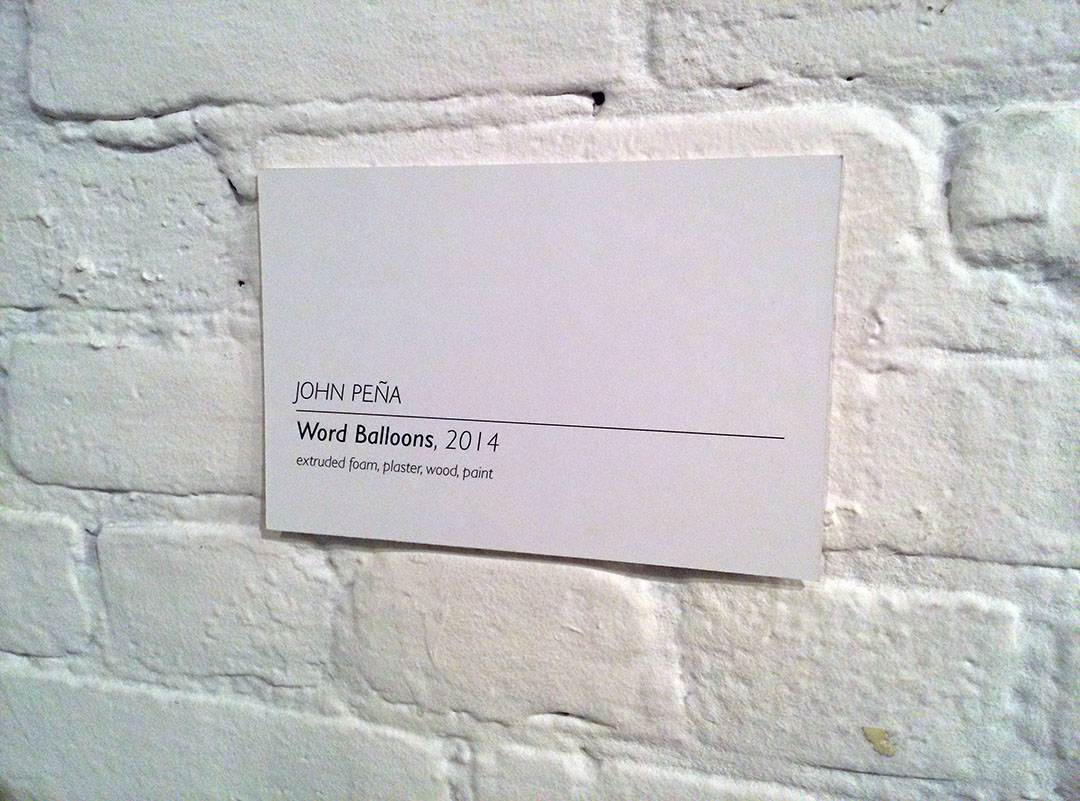 JOHN PEÑA
Word Balloons, 2014
extruded foam, plaster, wood, paint